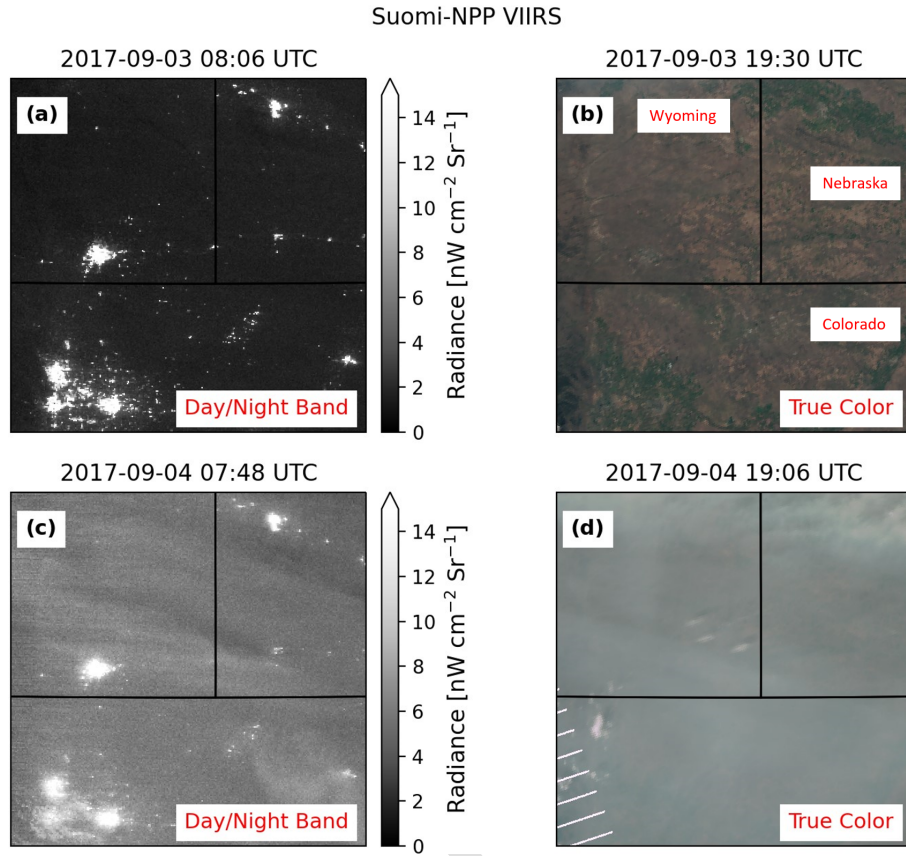 Suomi-NPP VIIRS
2017-09-03 08:06 UTC
(a)
Day/Night Band
14
12
10
8
6
4
2
0
Radiance [nW cm⁻² Sr⁻¹]
2017-09-03 19:30 UTC
(b)
Wyoming
Nebraska
Colorado
True Color
2017-09-04 07:48 UTC
(c)
Day/Night Band
14
12
10
8
6
4
2
0
Radiance [nW cm⁻² Sr⁻¹]
2017-09-04 19:06 UTC
(d)
True Color